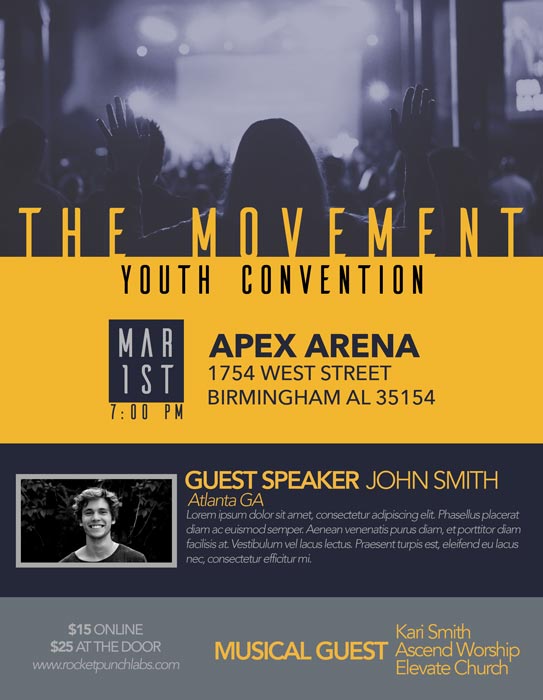 THE MOVEMENT
YOUTH CONVENTION
MAR
1ST
7:00 PM
APEX ARENA
1754 WEST STREET
BIRMINGHAM AL 35154
GUEST SPEAKER JOHN SMITH
Atlanta GA
Lorem ipsum dolor sit amet, consectetur adipiscing elit. Phasellus placerat
diam ac euismod semper. Aenean venenatis purus diam, et porttitor diam
facilisis at. Vestibulum vel lacus lectus. Praesent turpis est, eleifend eu lacus
nec, consectetur efficitur mi.
$15 ONLINE
$25 AT THE DOOR
www.rocketpunchlabs.com
MUSICAL GUEST
Kari Smith
Ascend Worship
Elevate Church